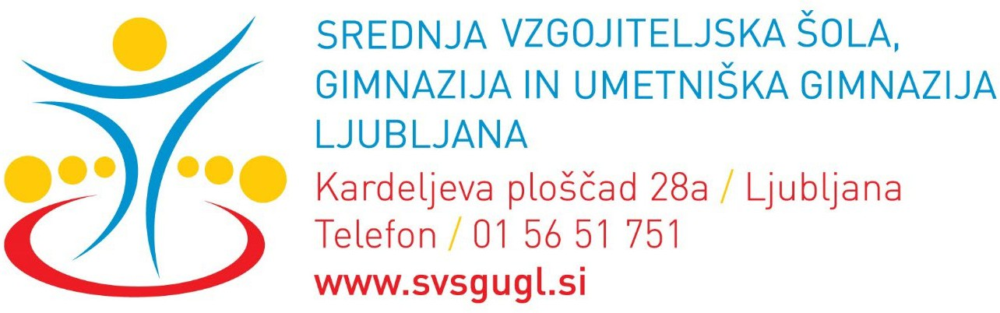 SREDNJA VZGOJITELJSKA ŠOLA,
GIMNAZIJA IN UMETNIŠKA GIMNAZIJA
LJUBLJANA
Kardeljeva ploščad 28a / Ljubljana
Telefon / 01 56 51 751
www.svsgugl.si